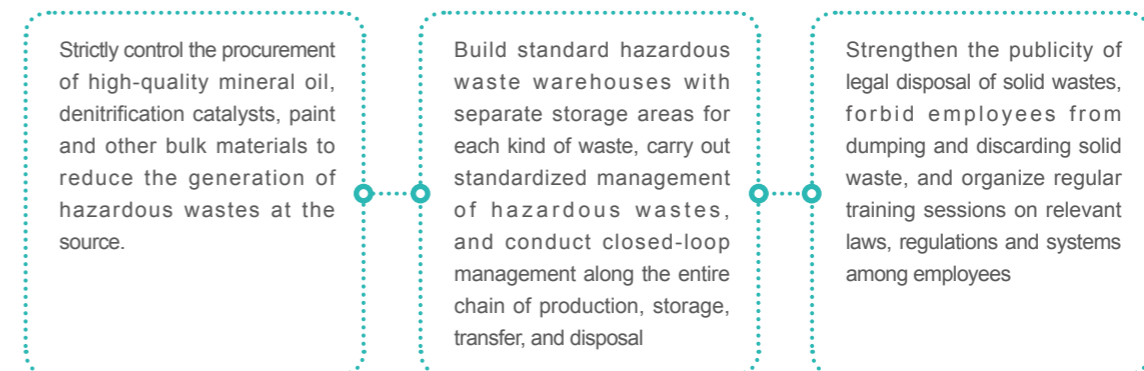 Strictly control the procurement
of high-quality mineral oil,
denitrification catalysts, paint
and other bulk materials to
reduce the generation of
hazardous wastes at the
source.
Build standard hazardous
waste warehouses with
separate storage areas for
each kind of waste, carry out
standardized management
of hazardous wastes,
and conduct closed-loop
management along the entire
chain of production, storage,
transfer, and disposal
Strengthen the publicity of
legal disposal of solid wastes,
forbid employees from
dumping and discarding solid
waste, and organize regular
training sessions on relevant
laws, regulations and systems
among employees